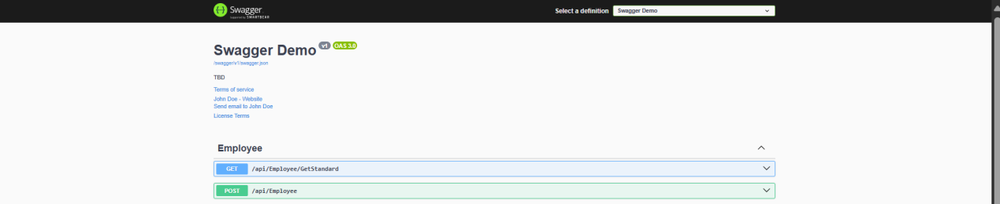 Swagger
Supported by SMARTBEAR
Select a definition
Swagger Demo
Swagger Demo v1 OAS 3.0
/swagger/v1/swagger.json
TBD
Terms of service
John Doe - Website
Send email to John Doe
License Terms
Employee
GET /api/Employee/GetStandard
POST /api/Employee